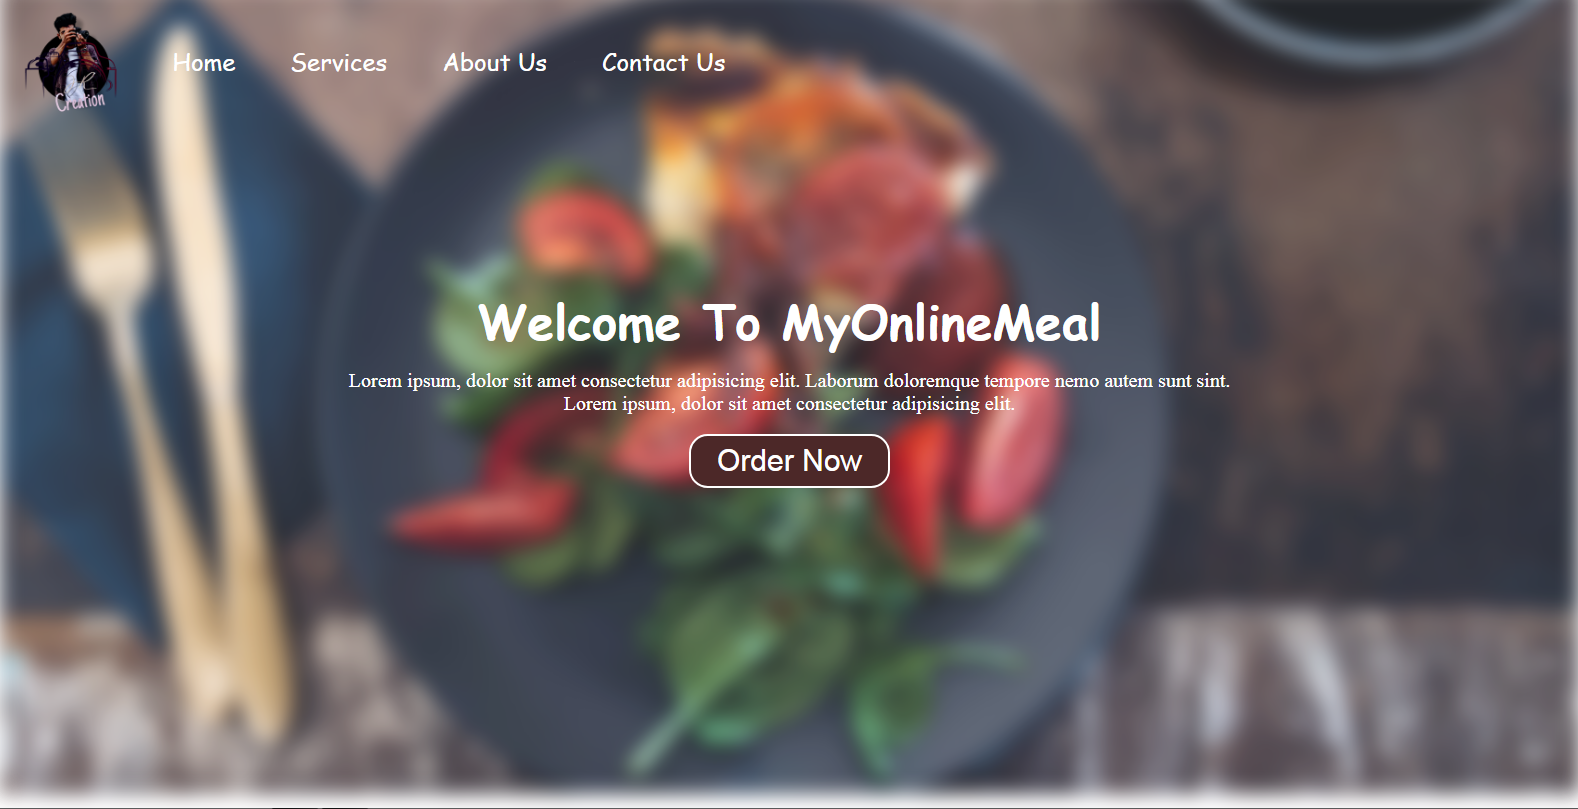 Creation
Home
Services
About Us
Contact Us
Welcome To MyOnlineMeal
Lorem ipsum, dolor sit amet consectetur adipisicing elit. Laborum doloremque tempore nemo autem sunt sint.
Lorem ipsum, dolor sit amet consectetur adipisicing elit.
Order Now